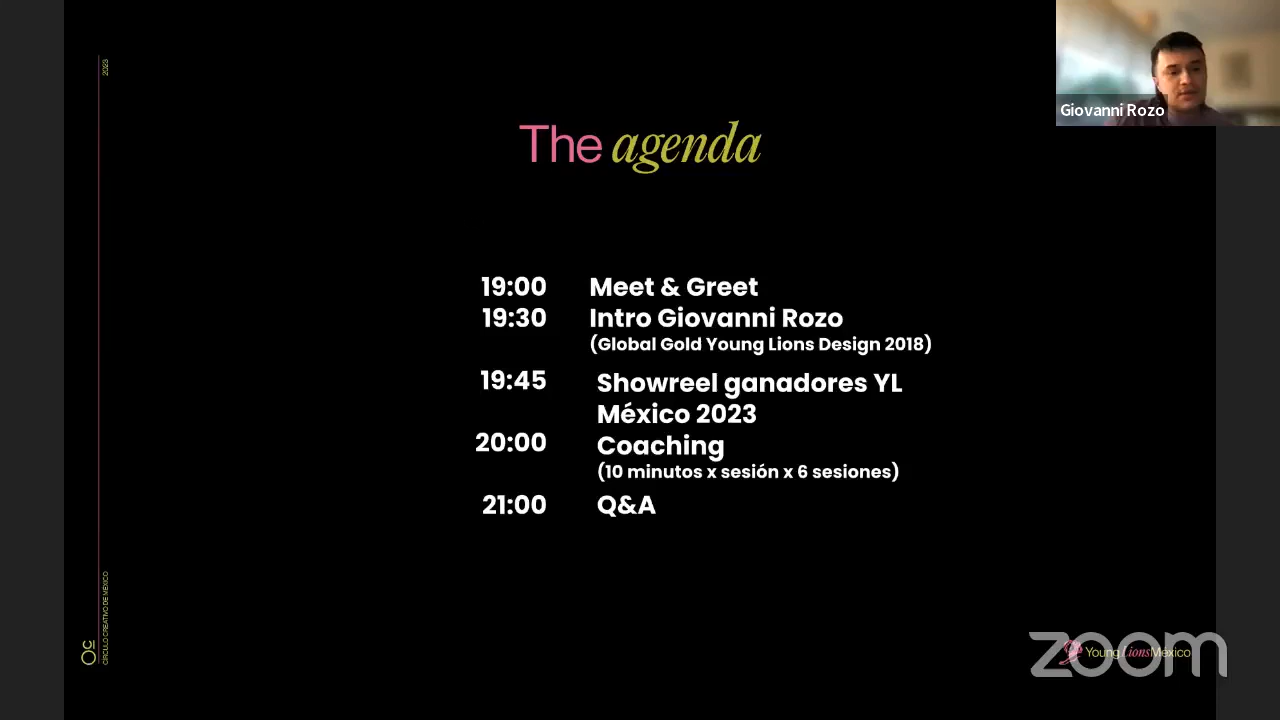 2023
Giovanni Rozo
The agenda
19:00 Meet & Greet
19:30 Intro Giovanni Rozo
(Global Gold Young Lions Design 2018)
19:45 Showreel ganadores YL
México 2023
20:00 Coaching
(10 minutos x sesión x 6 sesiones)
21:00 Q&A
CÍRCULO CREATIVO DE MÉXICO
Young Lions México
zoom